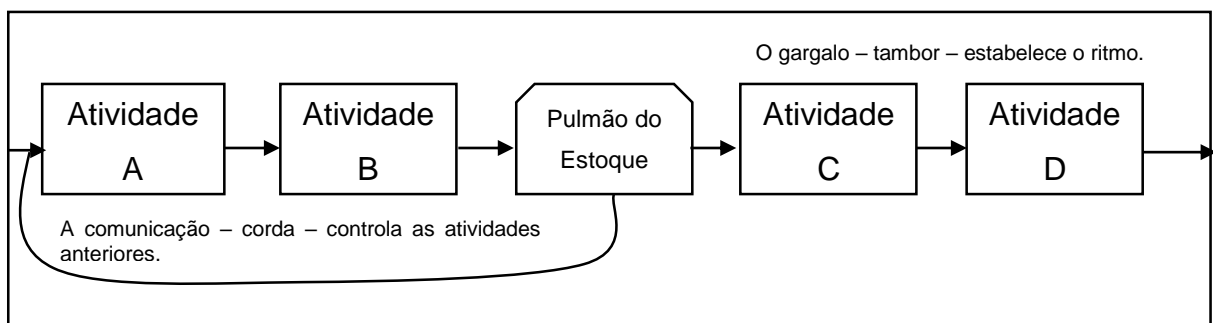 O gargalo – tambor – estabelece o ritmo.
Atividade
A
Atividade
B
Pulmão do
Estoque
Atividade
C
Atividade
D
A comunicação – corda – controla as atividades
anteriores.